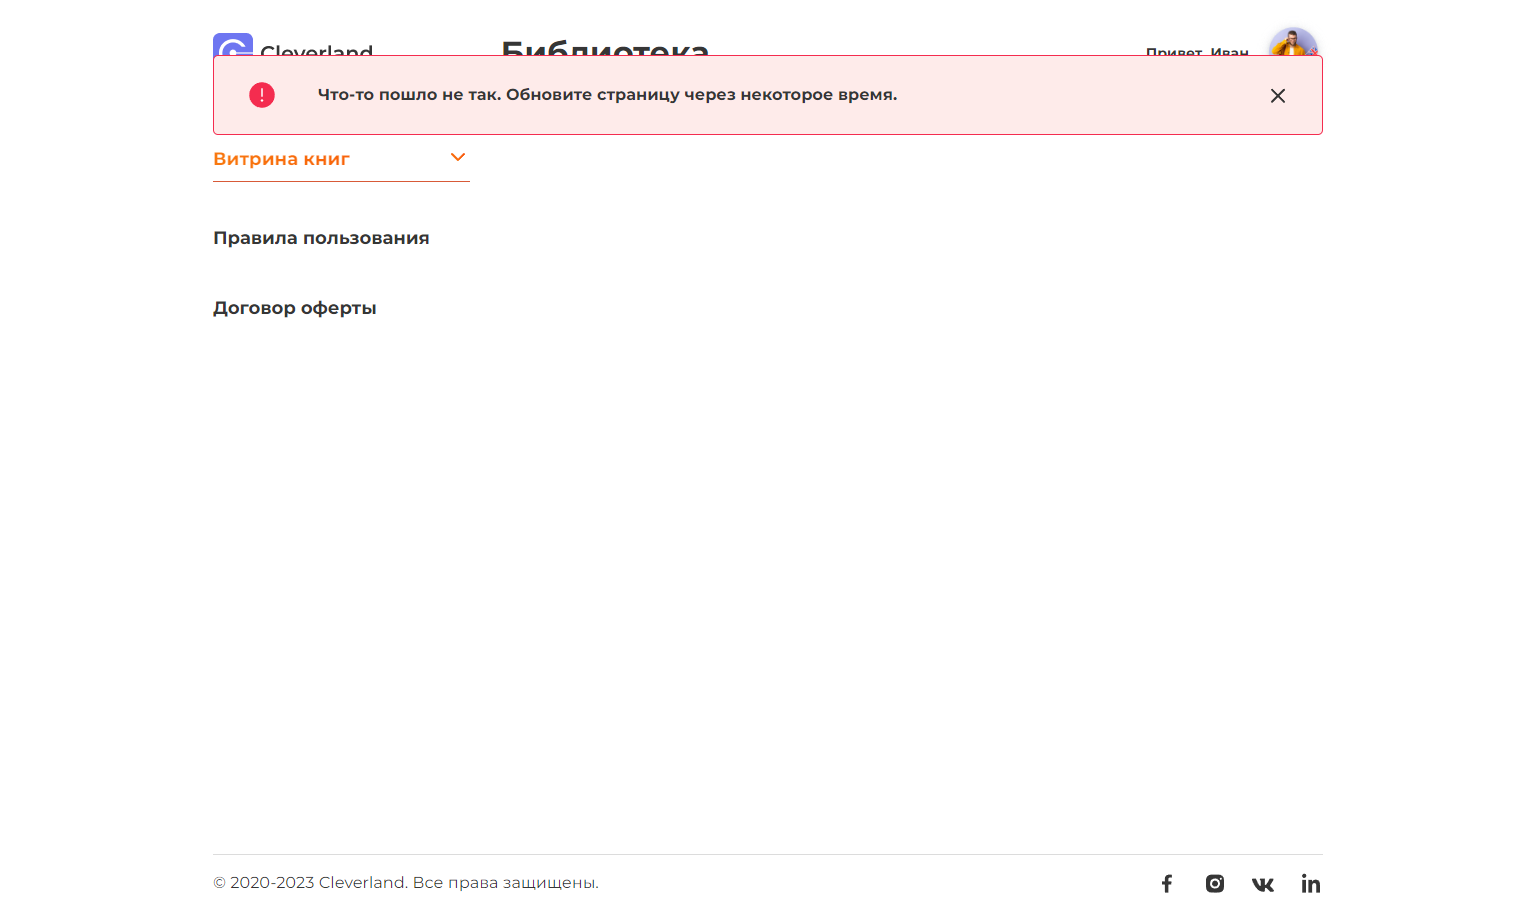 Cleverland
Библиотека
Привет, Иван
Что-то пошло не так. Обновите страницу через некоторое время.
Витрина книг
Правила пользования
Договор оферты
© 2020-2023 Cleverland. Все права защищены.